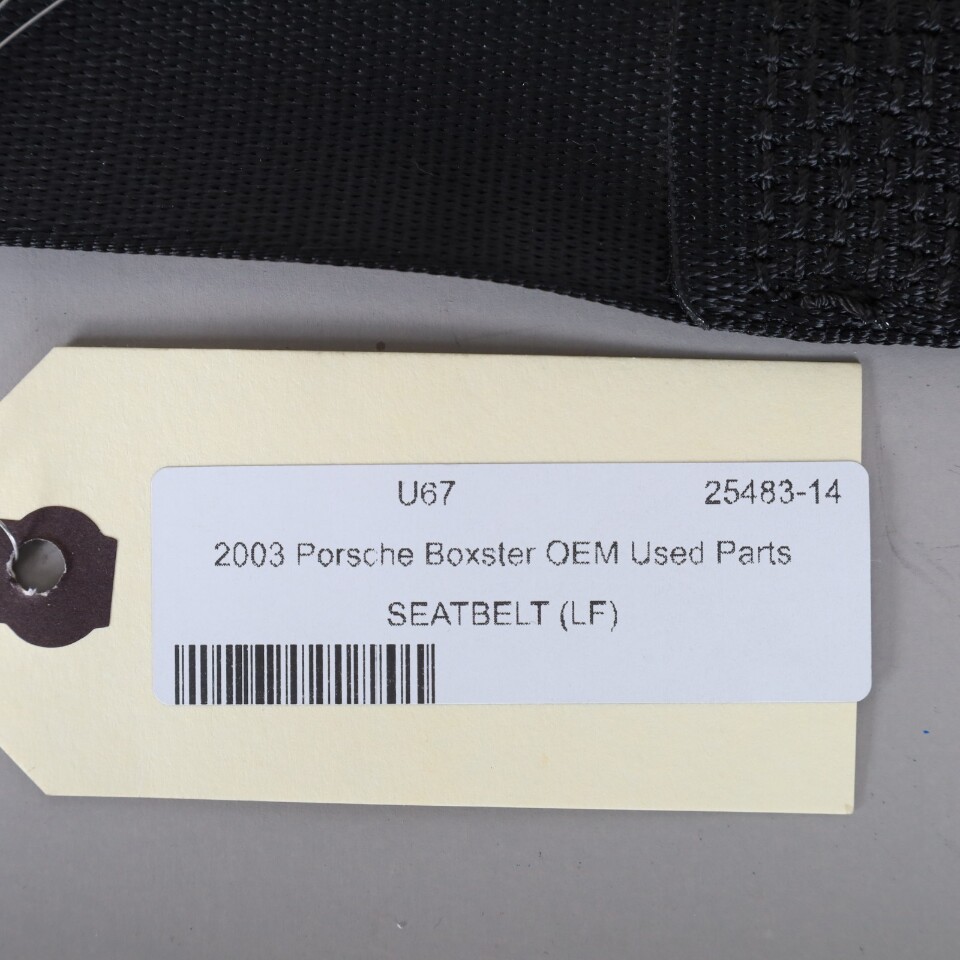 U67 25483-14
2003 Porsche Boxster OEM Used Parts
SEATBELT (LF)